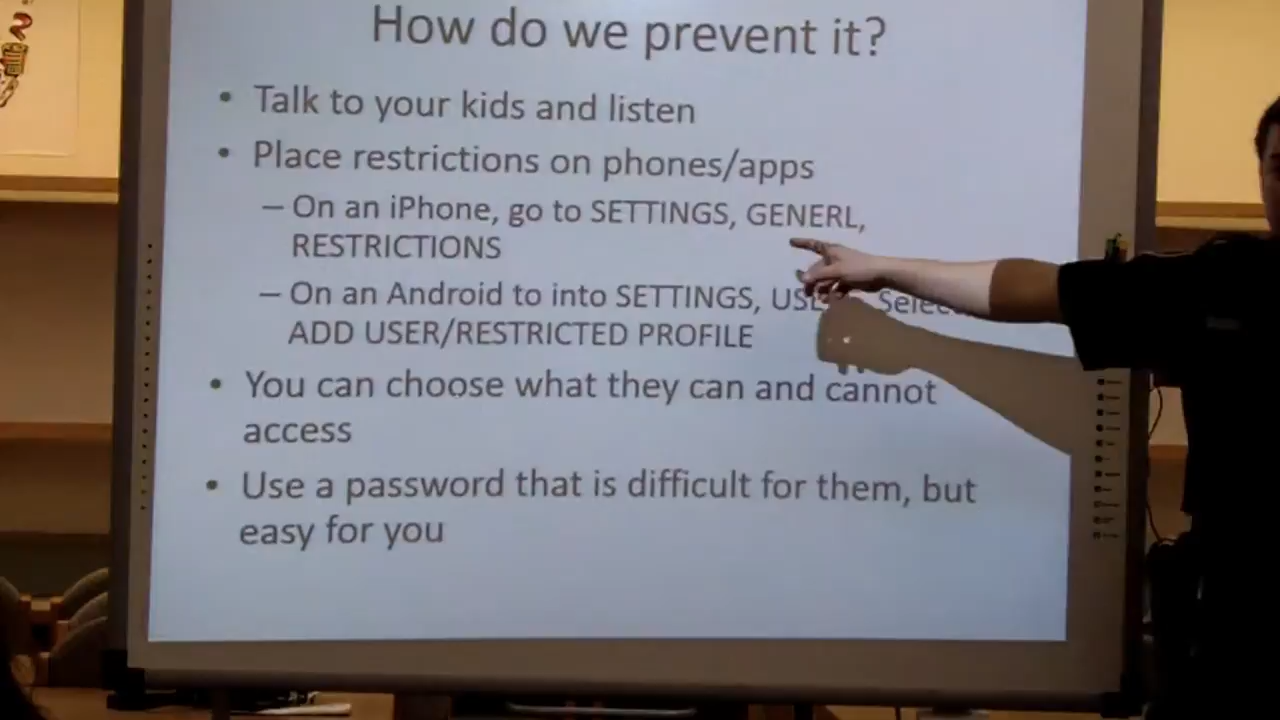 How do we prevent it?
• Talk to your kids and listen
• Place restrictions on phones/apps
– On an iPhone, go to SETTINGS, GENERL,
RESTRICTIONS
– On an Android to into SETTINGS,
ADD USER/RESTRICTED PROFILE
• You can choose what they can and cannot
access
• Use a password that is difficult for them, but
easy for you